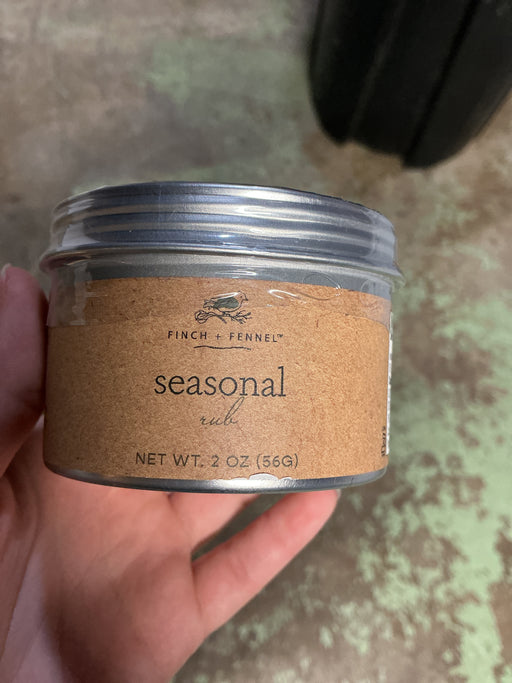 FINCH + FENNEL™
seasonal
rub
NET WT. 2 OZ (56G)